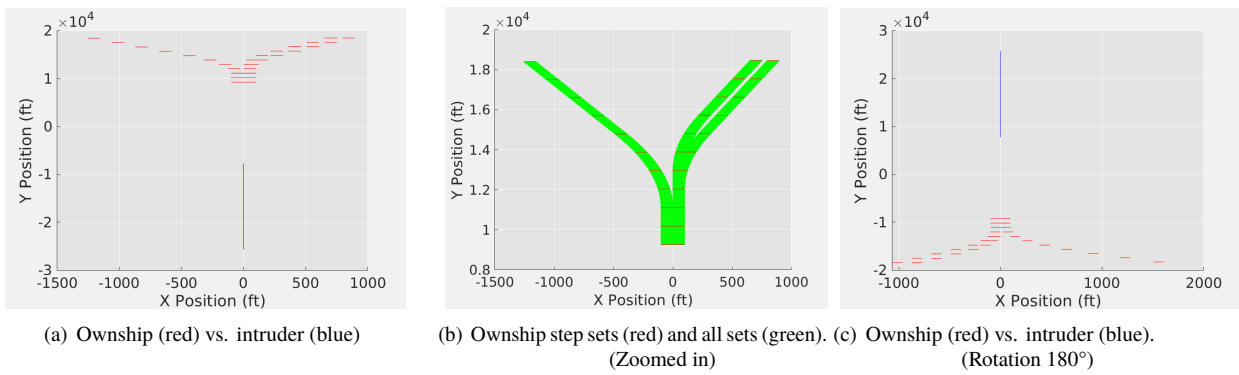 ×10⁴
2
1
0
-1
-2
-3
Y Position (ft)
-1500 -1000 -500 0 500 1000
X Position (ft)
(a) Ownship (red) vs. intruder (blue)
×10⁴
2
1.8
1.6
1.4
1.2
1
0.8
Y Position (ft)
-1500 -1000 -500 0 500 1000
X Position (ft)
(b) Ownship step sets (red) and all sets (green).
(Zoomed in)
×10⁴
3
2
1
0
-1
-2
Y Position (ft)
-1000 0 1000 2000
X Position (ft)
(c) Ownship (red) vs. intruder (blue).
(Rotation 180°)